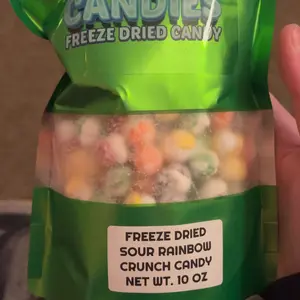 CANDIES
FREEZE DRIED CANDY
FREEZE DRIED
SOUR RAINBOW
CRUNCH CANDY
NET WT. 10 OZ